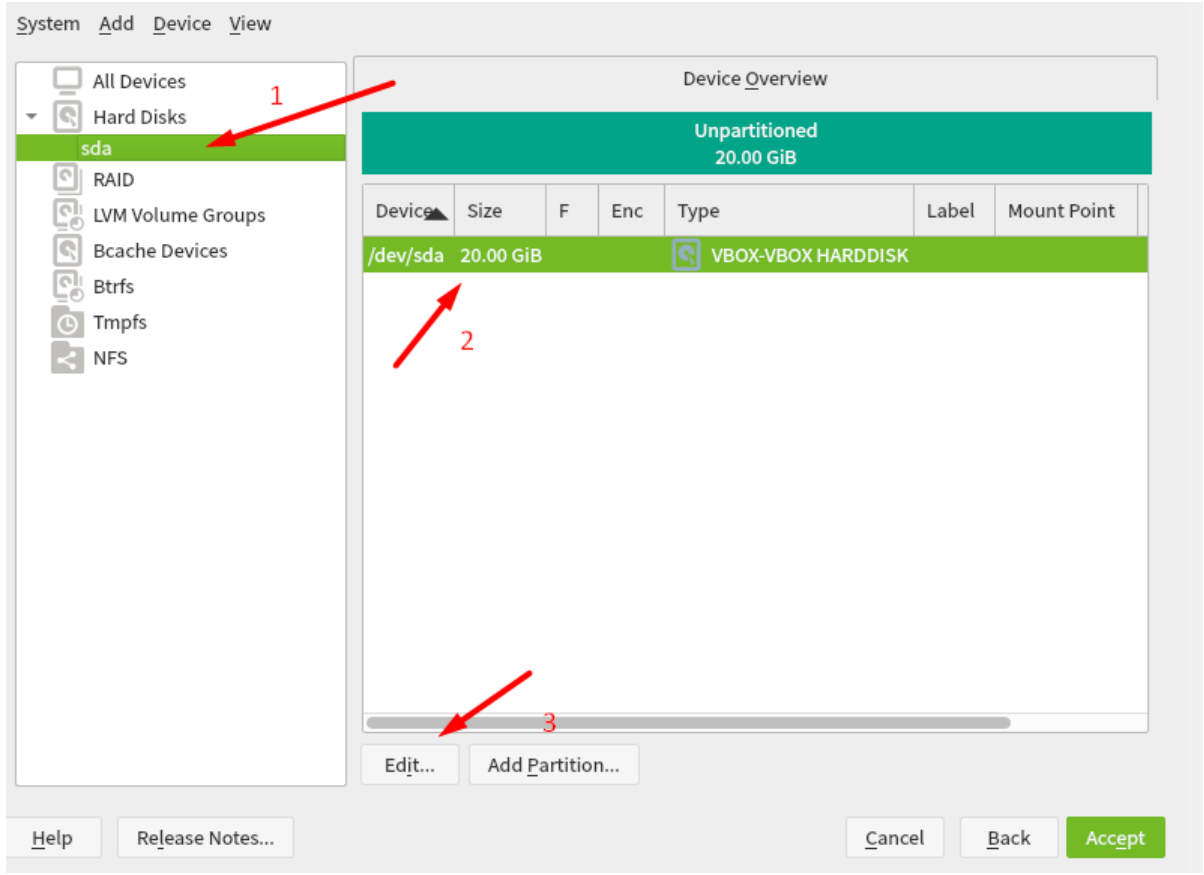 System Add Device View
All Devices
Hard Disks
sda
RAID
LVM Volume Groups
Bcache Devices
Btrfs
Tmpfs
NFS
1
Device Overview
Unpartitioned
20.00 GiB
Device Size F Enc Type Label Mount Point
/dev/sda 20.00 GiB VBOX-VBOX HARDDISK
2
3
Edit... Add Partition...
Help Release Notes... Cancel Back Accept